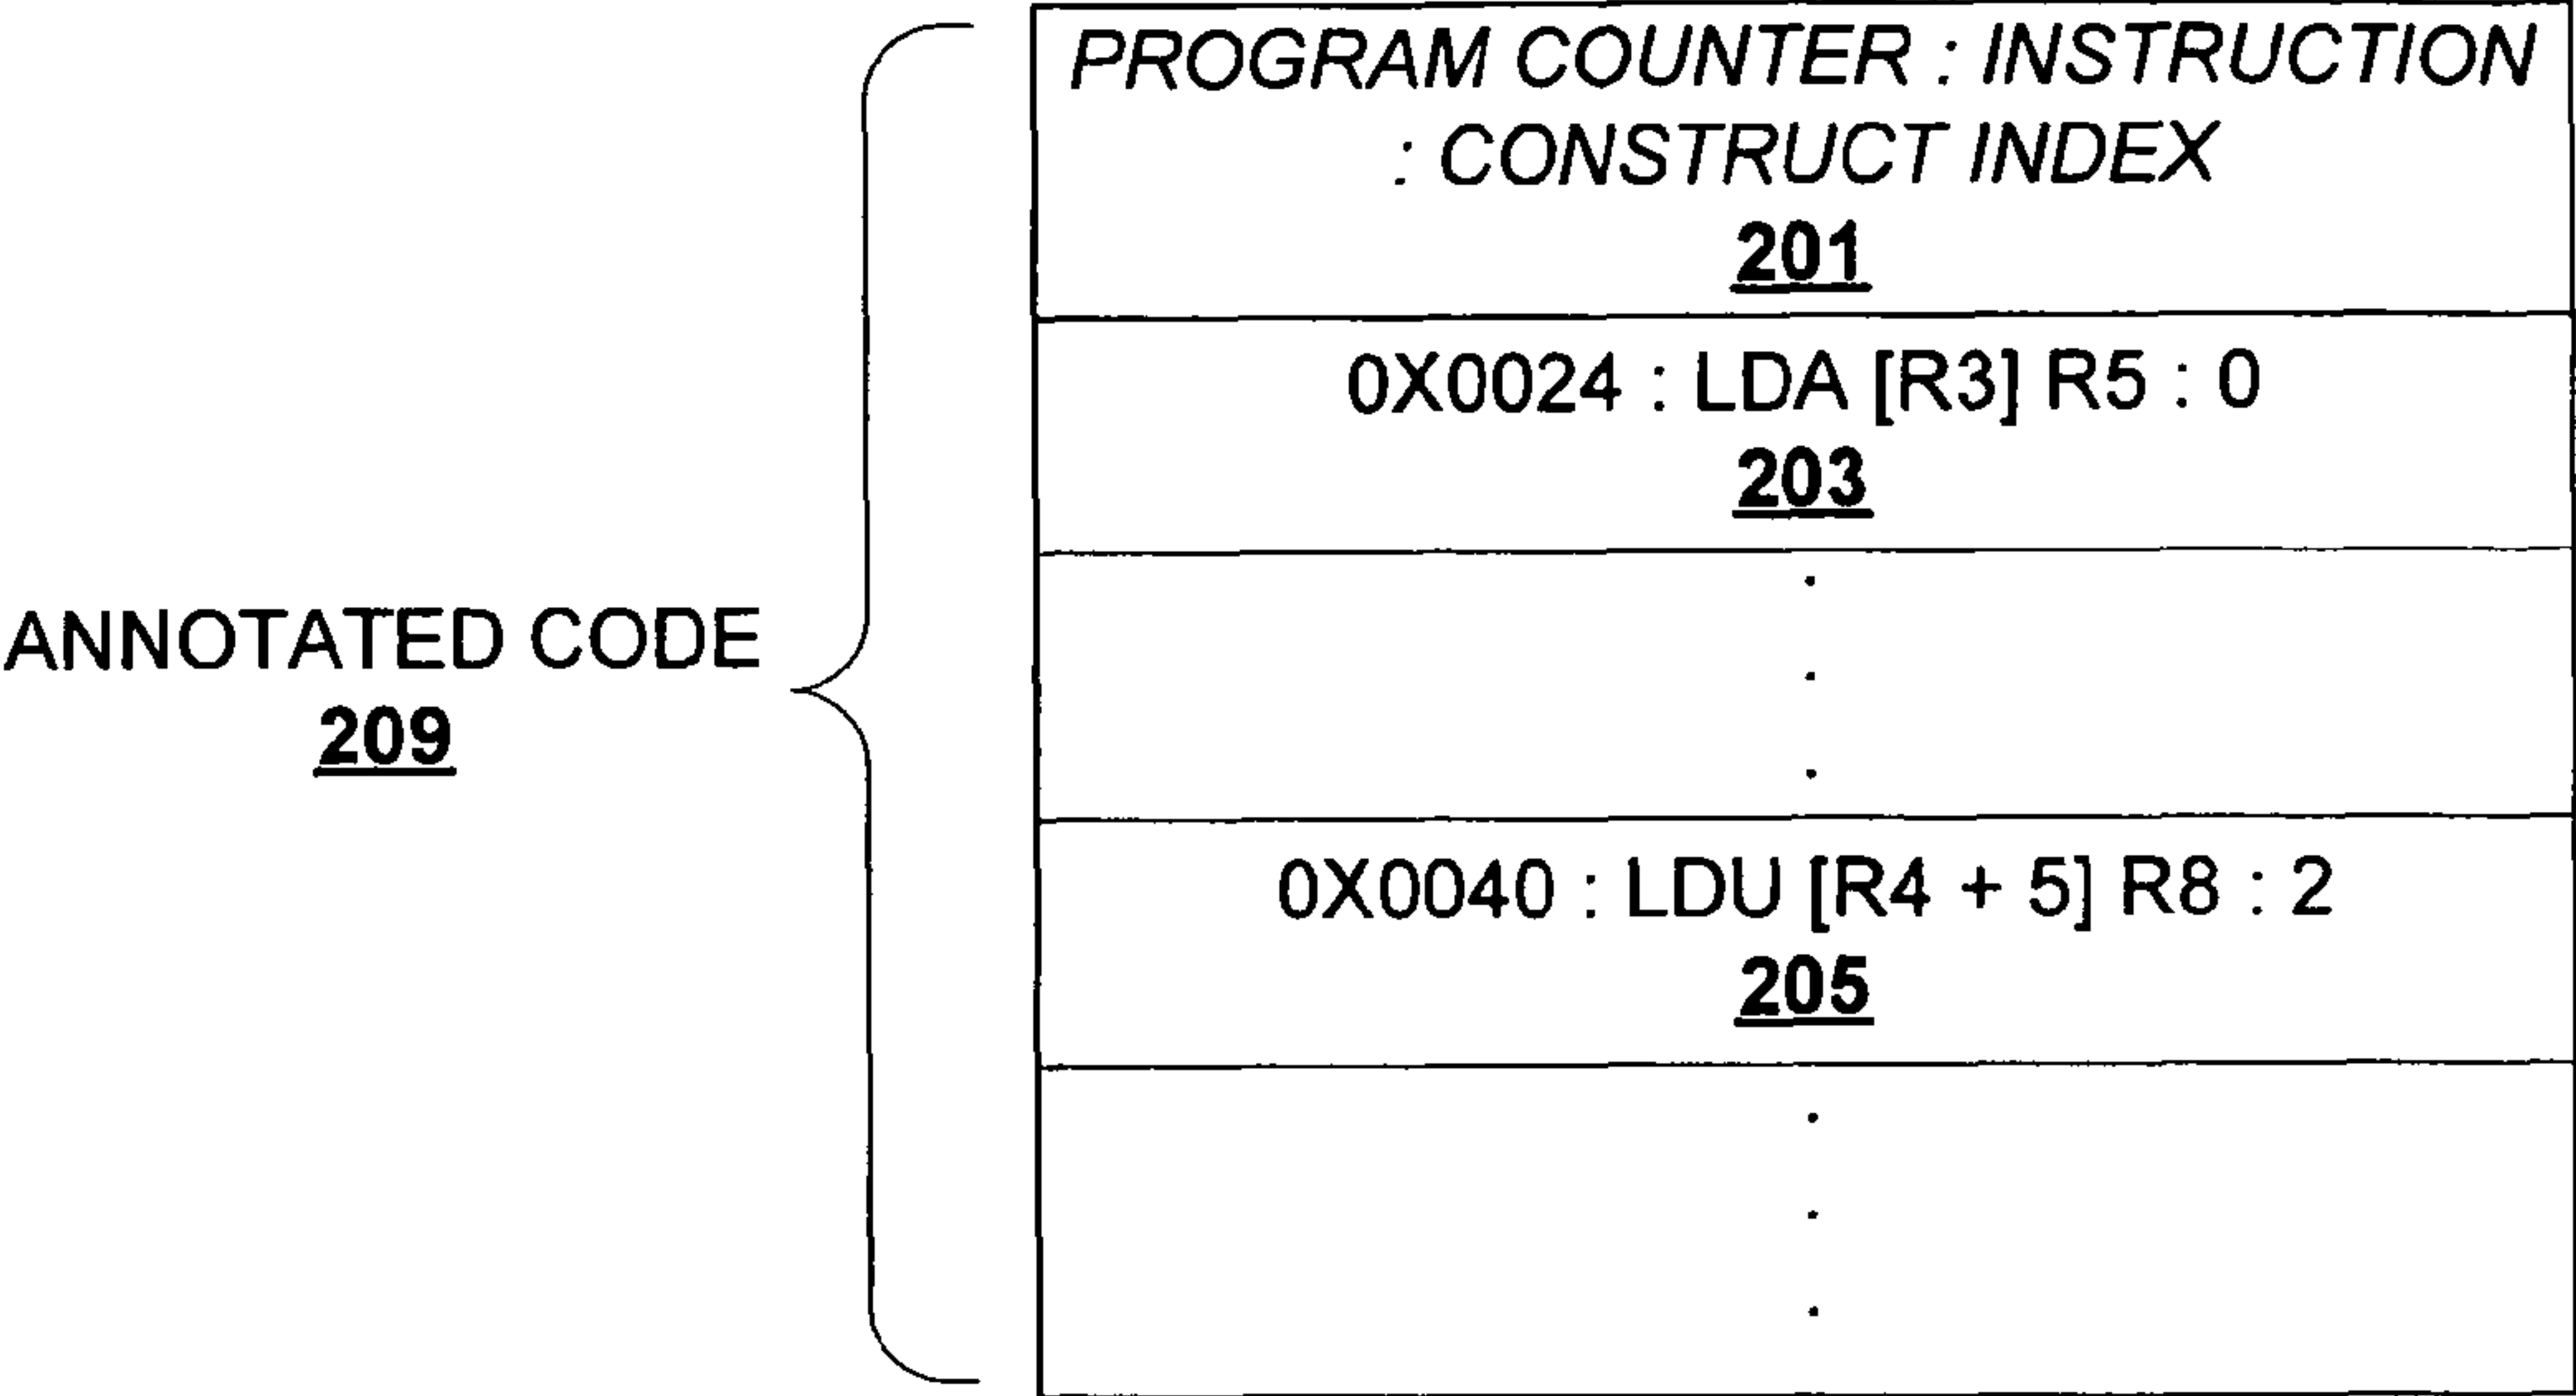 PROGRAM COUNTER : INSTRUCTION
: CONSTRUCT INDEX
201
0X0024 : LDA [R3] R5 : 0
203
ANNOTATED CODE
209
0X0040 : LDU [R4 + 5] R8 : 2
205